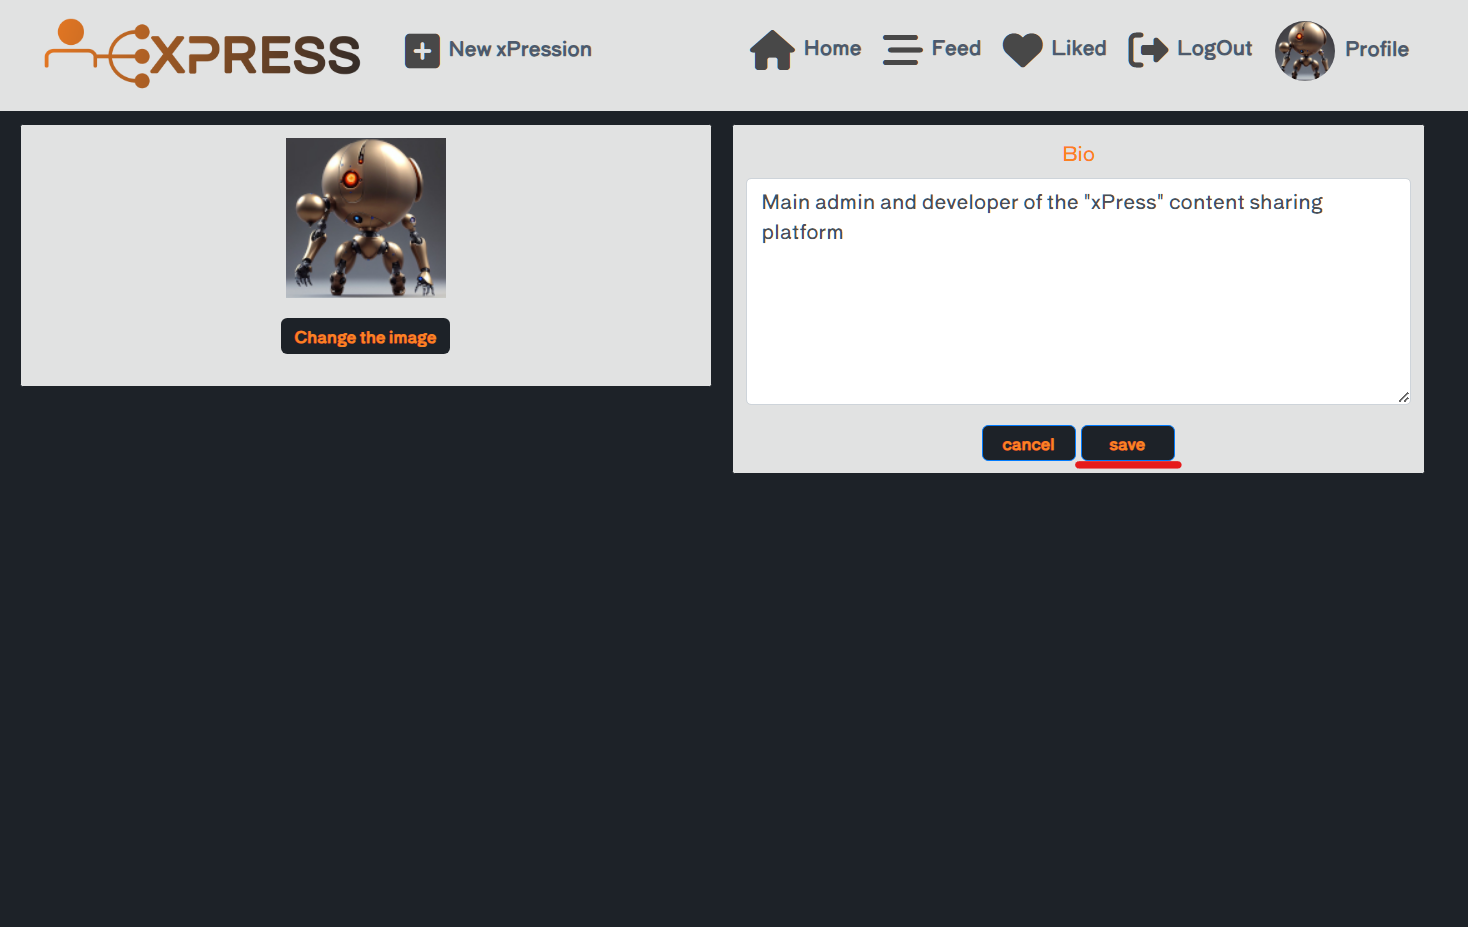 XPRESS
New xPression
Home
Feed
Liked
LogOut
Profile
Change the image
Bio
Main admin and developer of the "xPress" content sharing
platform
cancel
save